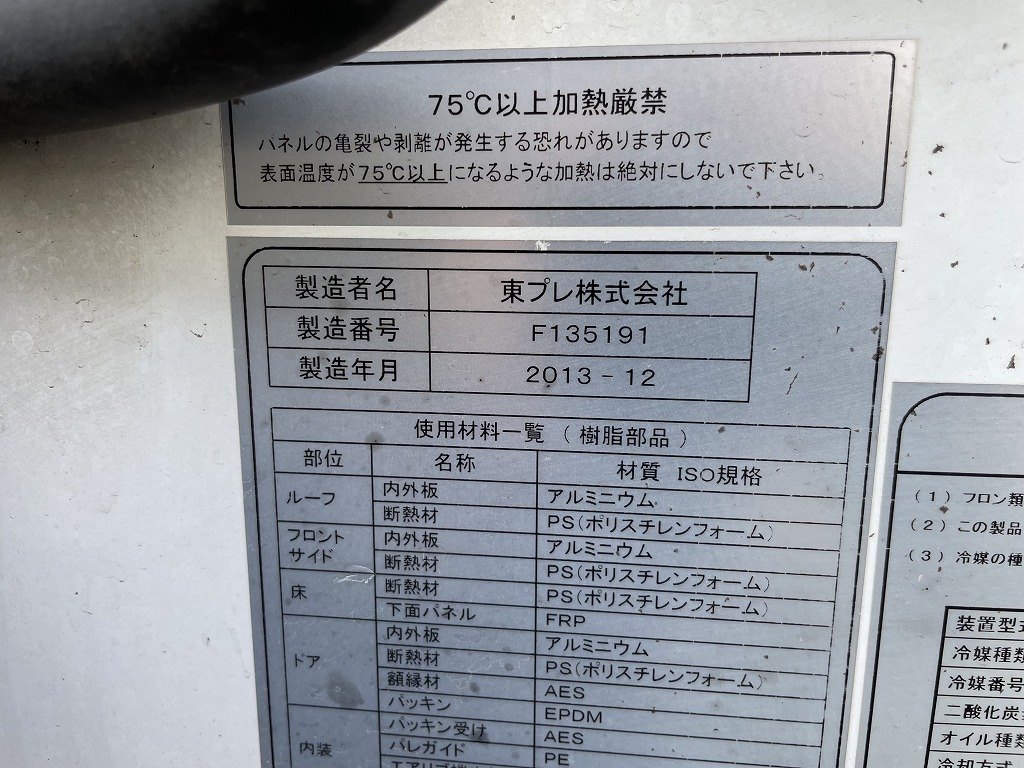 75℃以上加熱厳禁
パネルの亀裂や剥離が発生する恐れがありますので
表面温度が75℃以上になるような加熱は絶対にしないで下さい。
製造者名 東プレ株式会社
製造番号 F135191
製造年月 2013-12
使用材料一覧 (樹脂部品)
部位 名称 材質 ISO規格
ルーフ 内外板 アルミニウム
断熱材 PS(ポリスチレンフォーム)
フロント
サイド 内外板 アルミニウム
断熱材 PS(ポリスチレンフォーム)
床 断熱材 PS(ポリスチレンフォーム)
下面パネル FRP
ドア 内外板 アルミニウム
断熱材 PS(ポリスチレンフォーム)
額縁材 AES
パッキン EPDM
内装 パッキン受け AES
パレガイド PE
(1) フロン類
(2) この製品
(3) 冷媒の種
装置型式
冷媒種類
冷媒番号
二酸化炭
オイル種類
冷却方式